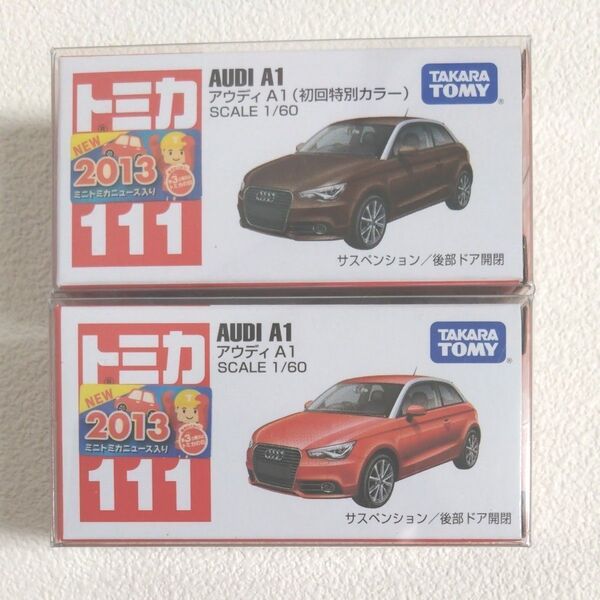 トミカ
NEW
2013
ミニトミカニュース入り
111
AUDI A1
アウディ A1(初回特別カラー)
SCALE 1/60
TAKARA
TOMY
®
サスペンション/後部ドア開閉
トミカ
NEW
2013
ミニトミカニュース入り
111
AUDI A1
アウディ A1
SCALE 1/60
TAKARA
TOMY
®
サスペンション/後部ドア開閉